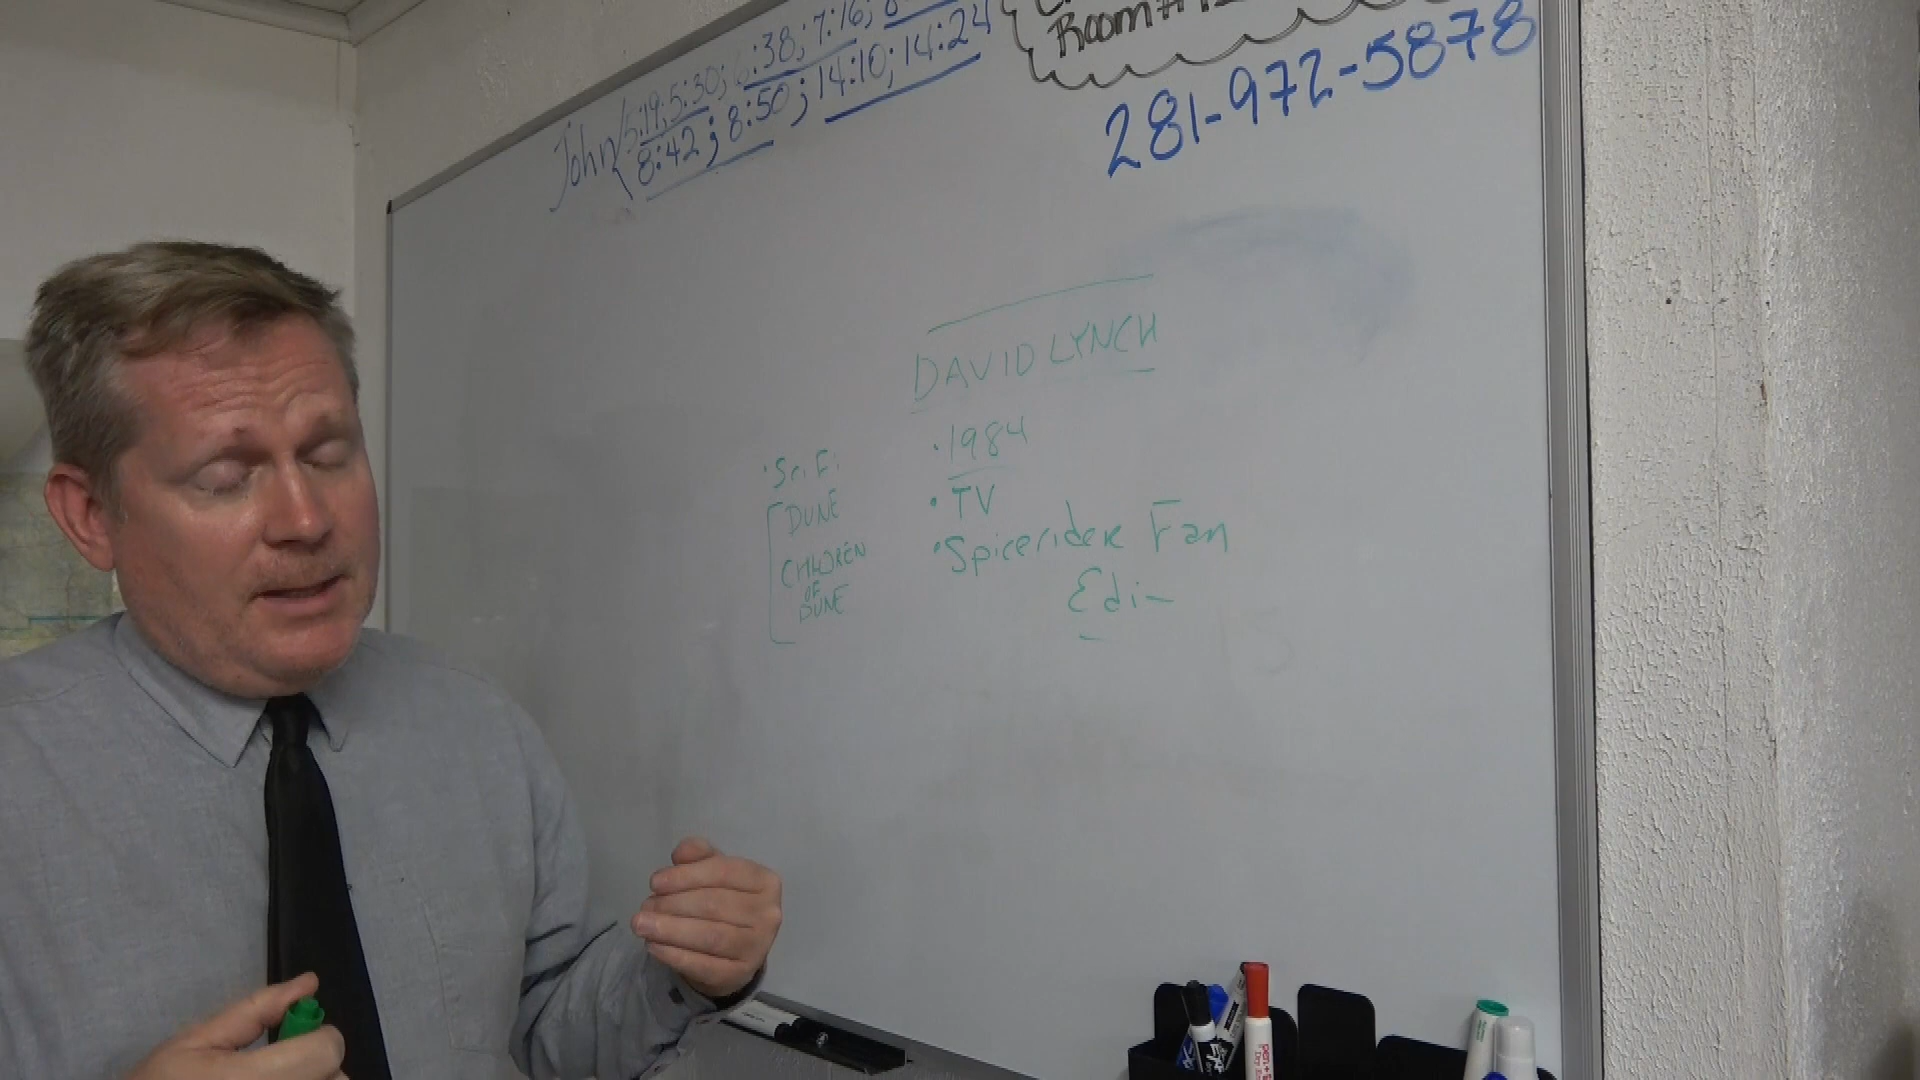 John 5:19; 5:30; 6:38; 7:16;
8:42; 8:50; 14:10; 14:24
281-972-5878
DAVID LYNCH
• 1984
• TV
• Spicerider Fan
Edi
• Sci Fi
DUNE
CHILDREN
OF
DUNE